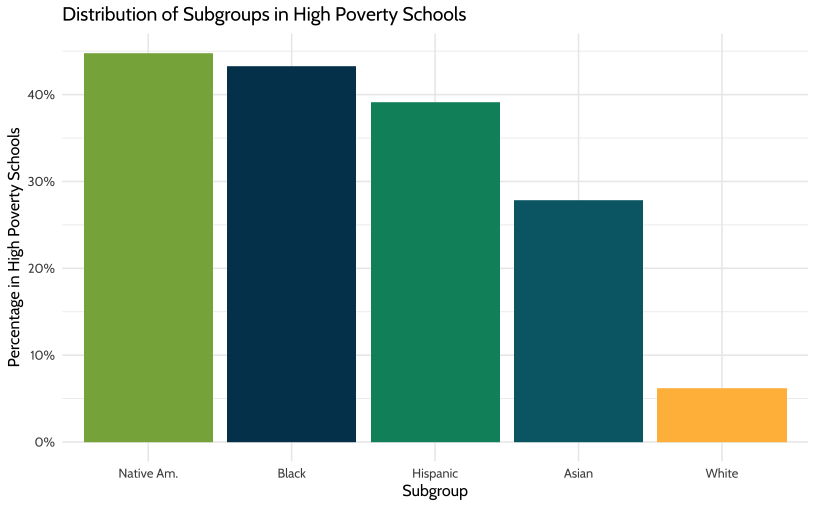 Distribution of Subgroups in High Poverty Schools
Percentage in High Poverty Schools
40%
30%
20%
10%
0%
Native Am.
Black
Hispanic
Asian
White
Subgroup